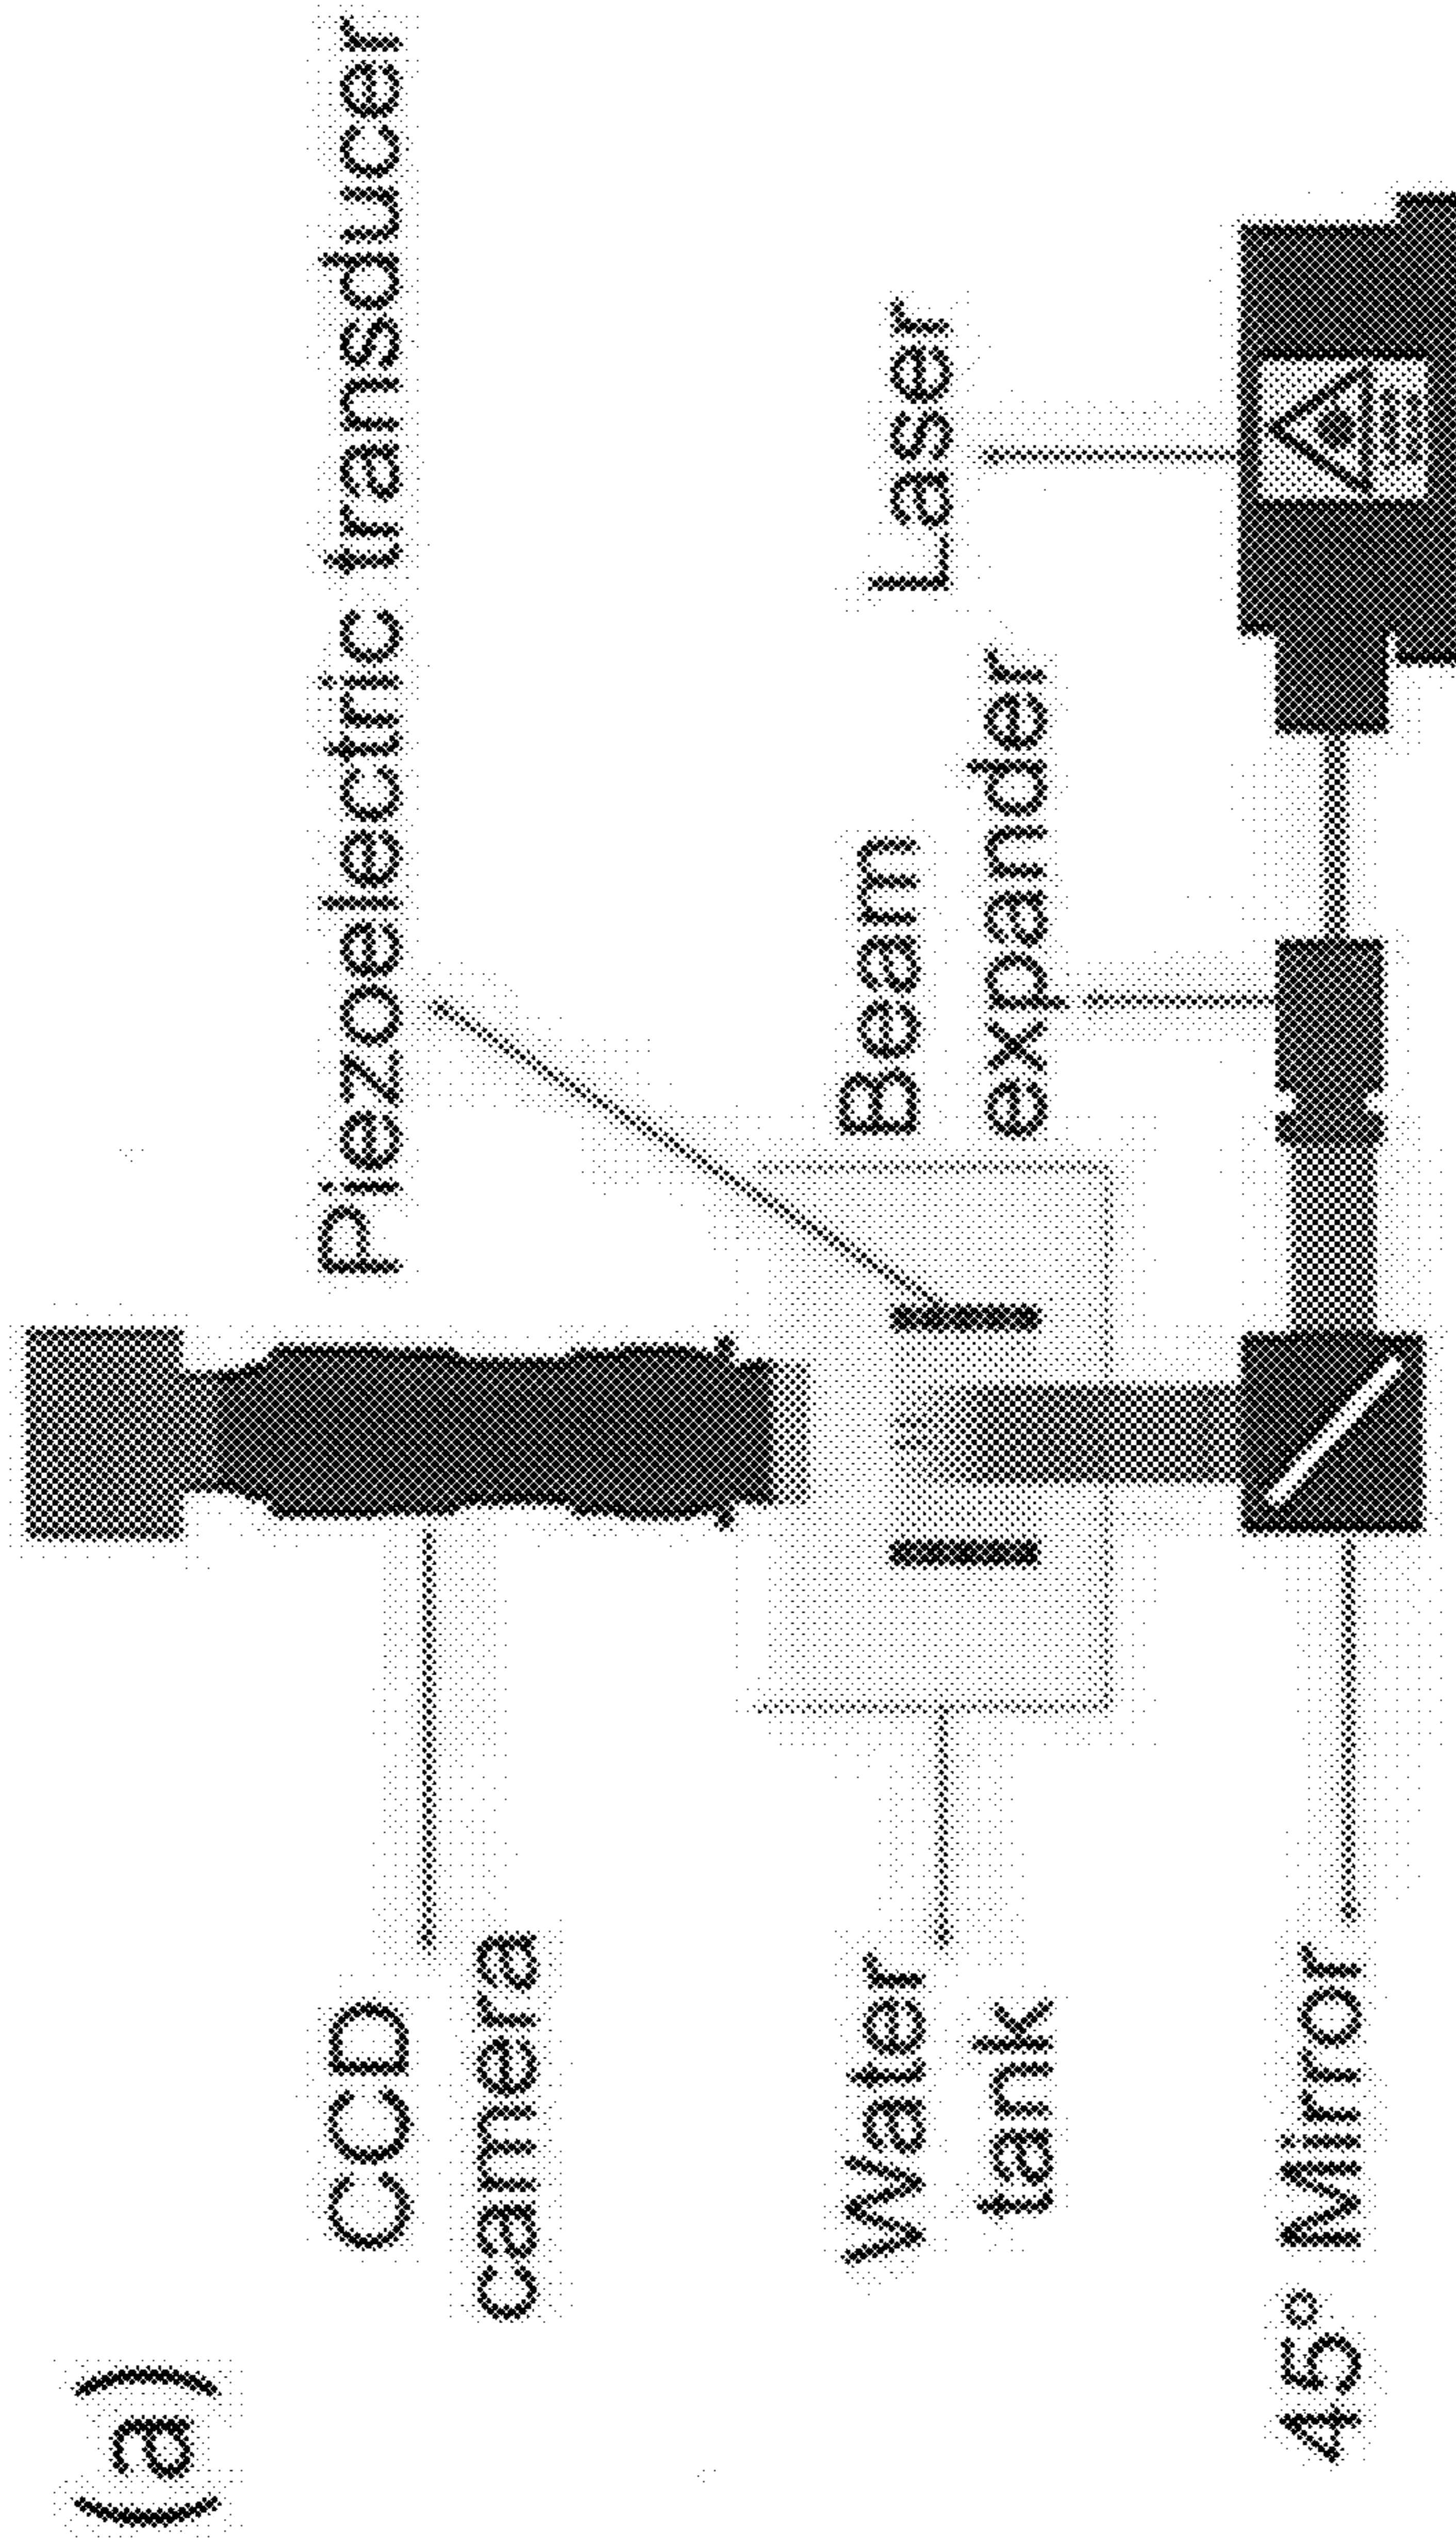 (a)
Piezoelectric transducer
CCD
camera
Beam
expander
Laser
Water
tank
45° Mirror